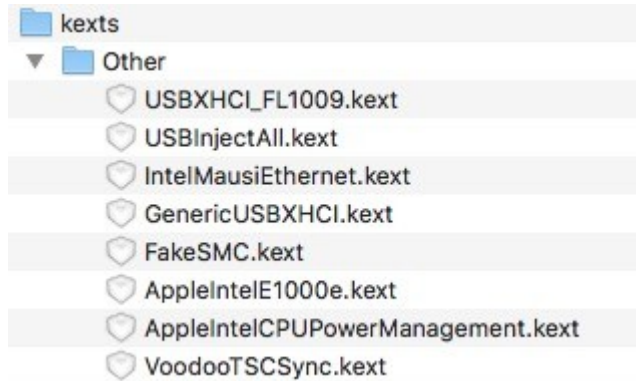 kexts
Other
USBXHCI_FL1009.kext
USBInjectAll.kext
IntelMausiEthernet.kext
GenericUSBXHCI.kext
FakeSMC.kext
AppleIntelE1000e.kext
AppleIntelCPUPowerManagement.kext
VoodooTSCSync.kext